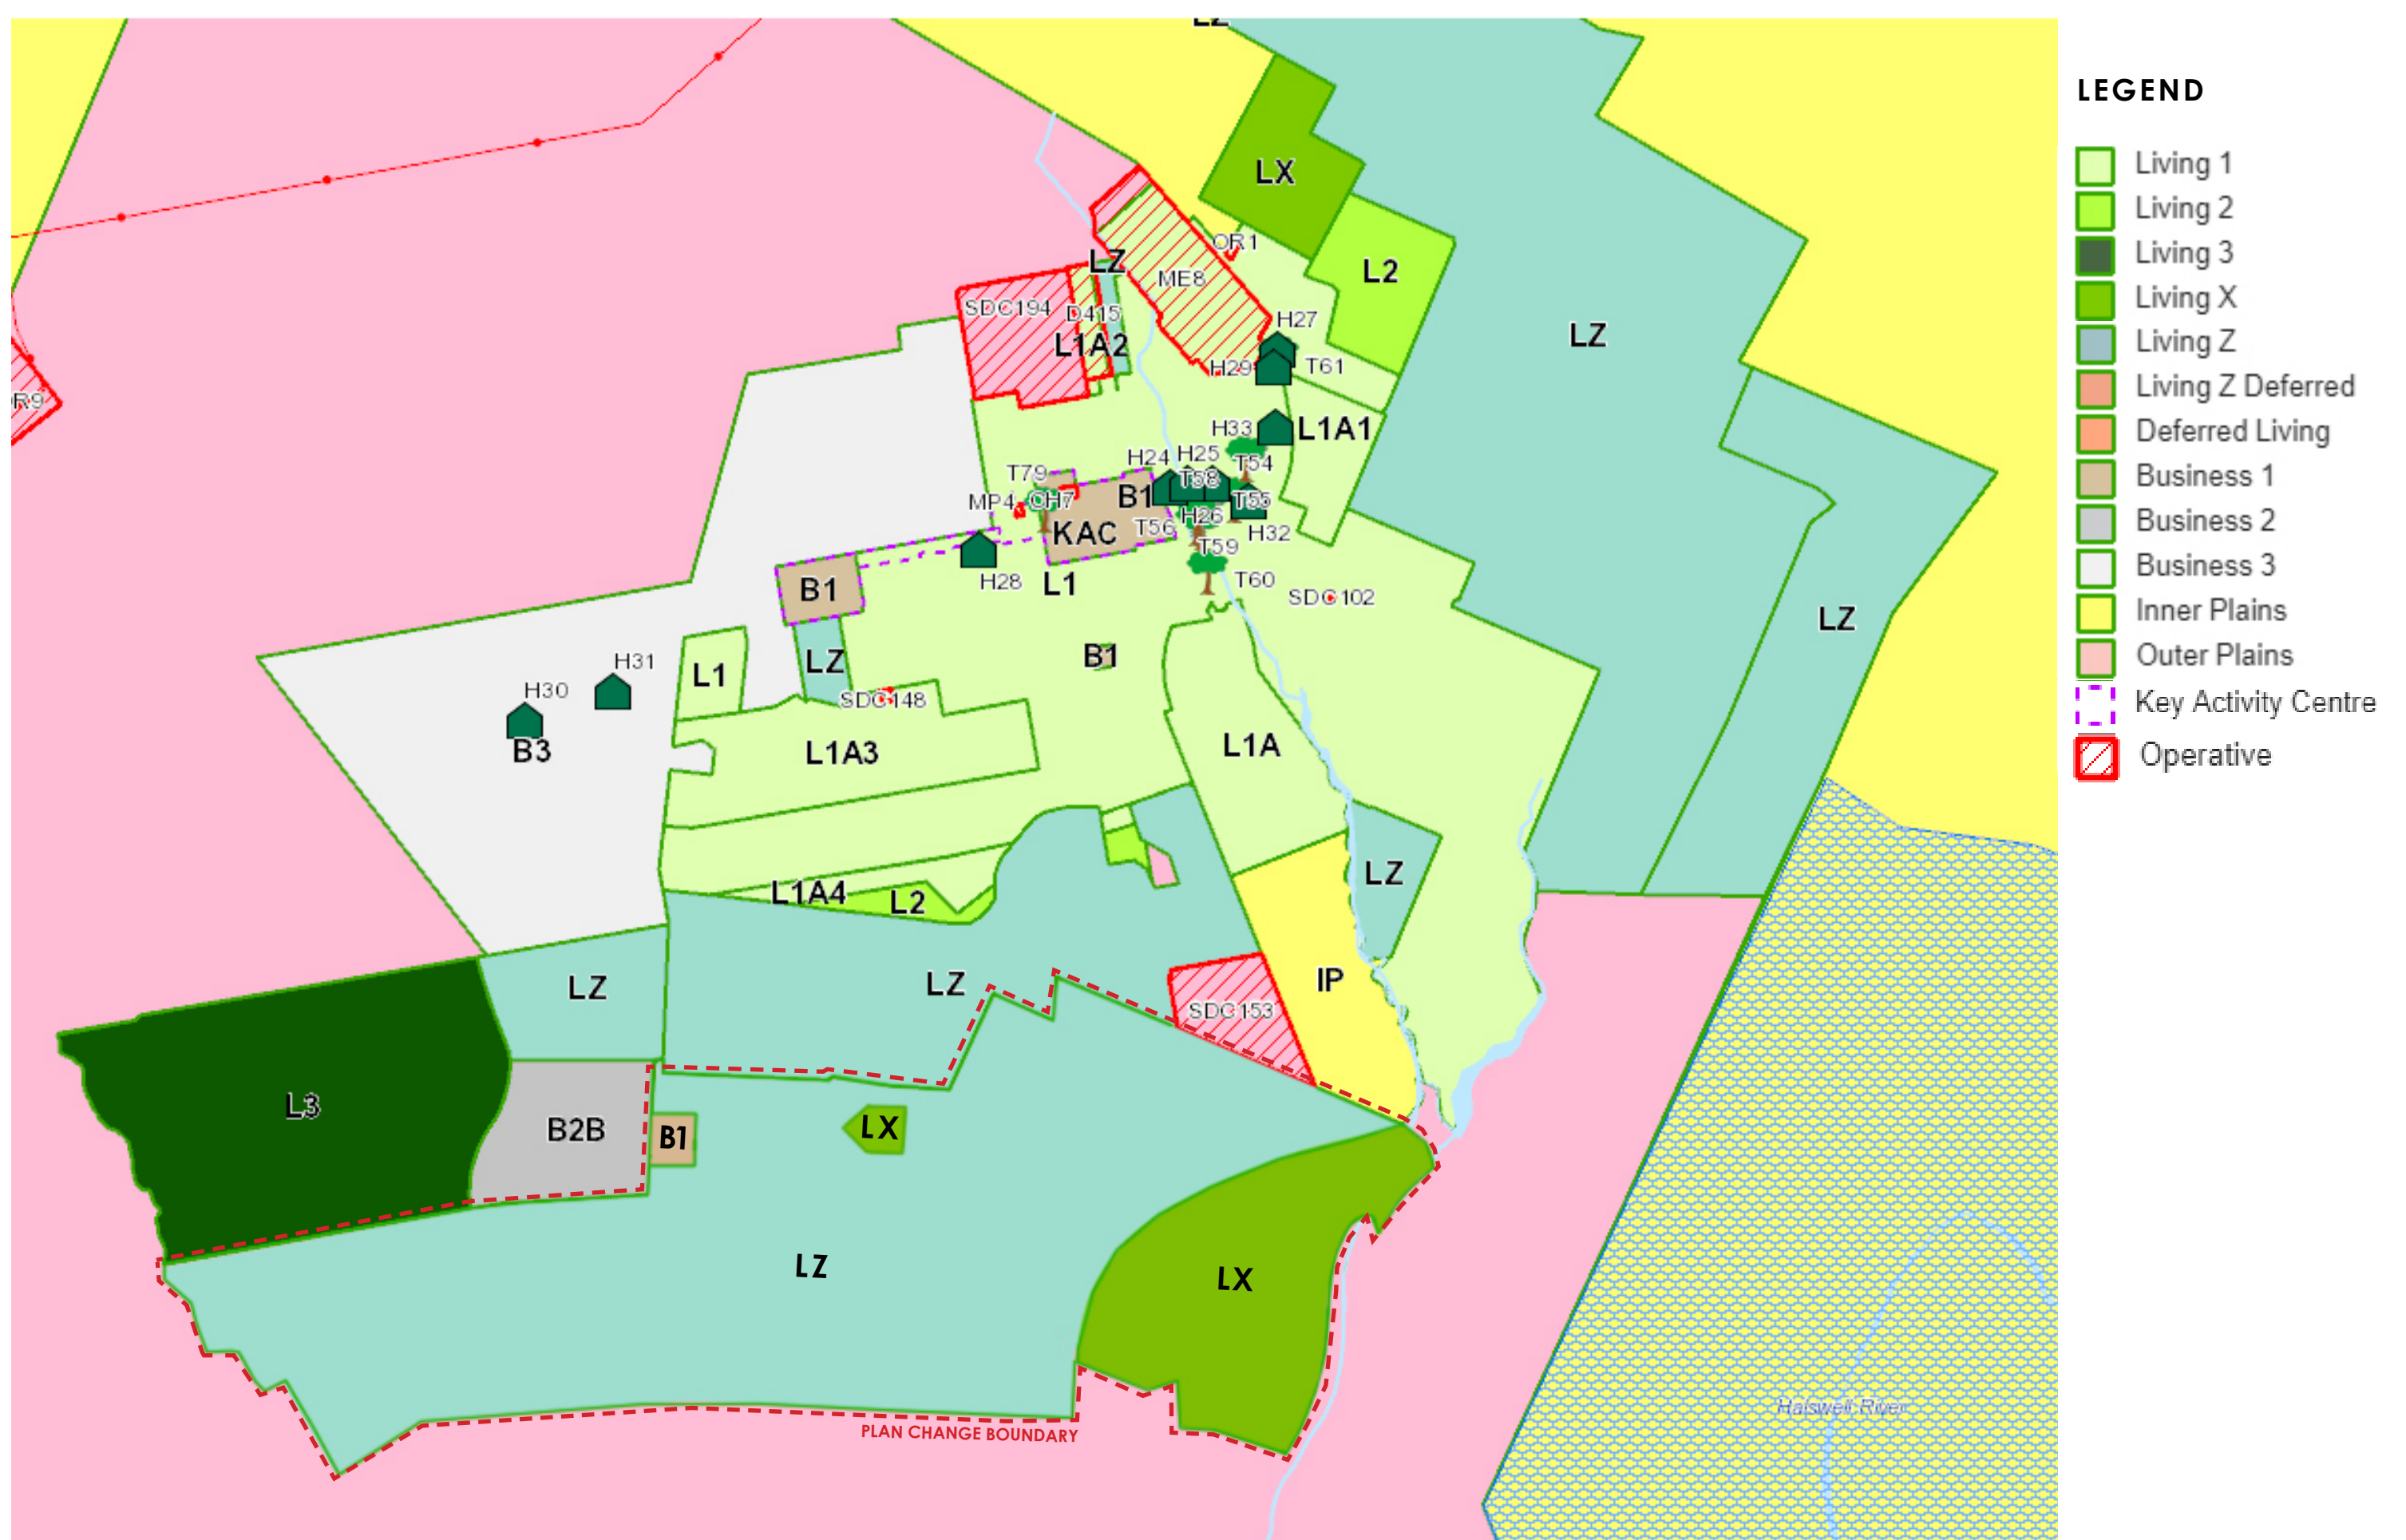 LZ
LEGEND
Living 1
Living 2
Living 3
Living X
Living Z
Living Z Deferred
Deferred Living
Business 1
Business 2
Business 3
Inner Plains
Outer Plains
Key Activity Centre
Operative
LX
OR1
LZ
ME8
L2
SDC194
D415
H27
LZ
L1A2
H29
T61
R9
H33
L1A1
H24
H25
T54
T79
T58
MP4
CH7
B1
T55
H26
T56
KAC
H32
T59
H28
L1
T60
B1
SDC102
LZ
B1
H31
L1
LZ
H30
SDC148
B3
L1A3
L1A
LZ
L1A4
L2
LZ
LZ
IP
SDC153
L3
B2B
B1
LX
LZ
LX
Halswell River
PLAN CHANGE BOUNDARY